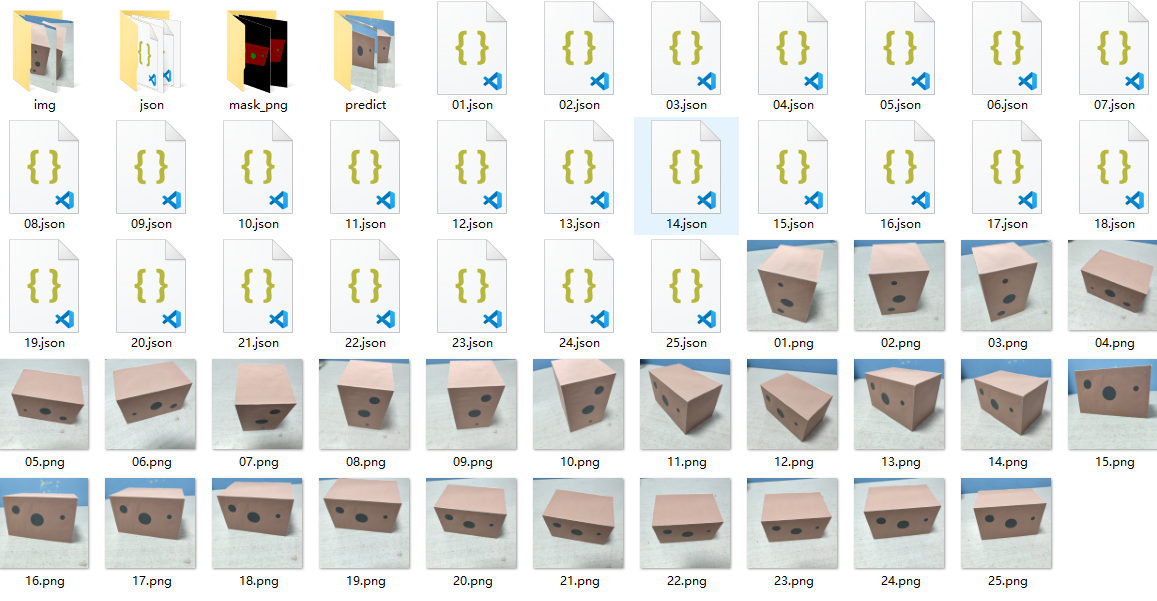 img json mask_png predict 01.json 02.json 03.json 04.json 05.json 06.json 07.json
08.json 09.json 10.json 11.json 12.json 13.json 14.json 15.json 16.json 17.json 18.json
19.json 20.json 21.json 22.json 23.json 24.json 25.json 01.png 02.png 03.png 04.png
05.png 06.png 07.png 08.png 09.png 10.png 11.png 12.png 13.png 14.png 15.png
16.png 17.png 18.png 19.png 20.png 21.png 22.png 23.png 24.png 25.png